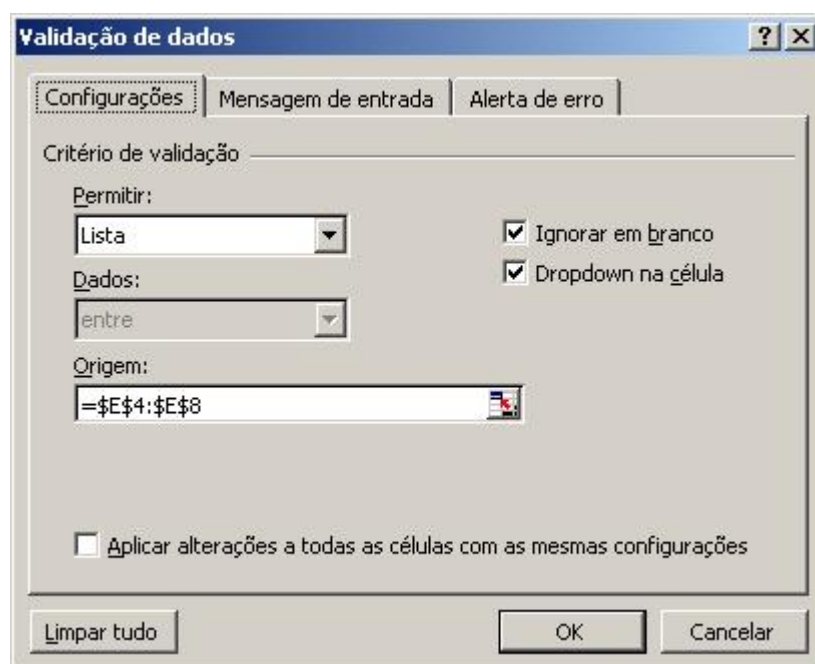 Validação de dados
Configurações Mensagem de entrada Alerta de erro
Critério de validação
Permitir:
Lista
Ignorar em branco
Dados:
Dropdown na célula
entre
Origem:
=$E$4:$E$8
Aplicar alterações a todas as células com as mesmas configurações
Limpar tudo OK Cancelar